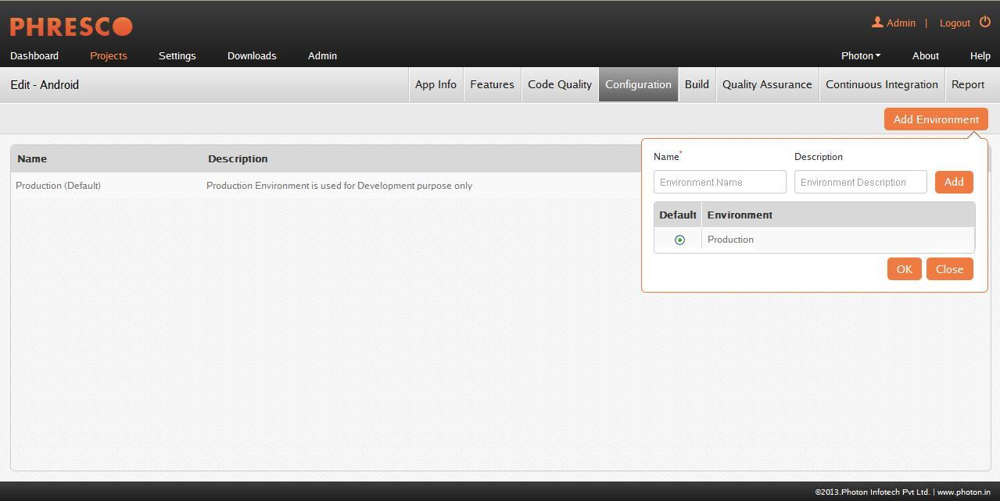 PHRESCO
Admin | Logout
Dashboard Projects Settings Downloads Admin Photon About Help
Edit - Android App Info Features Code Quality Configuration Build Quality Assurance Continuous Integration Report
Add Environment
Name Description
Production (Default) Production Environment is used for Development purpose only
Name* Description
Environment Name Environment Description Add
Default Environment
Production
OK Close
©2013.Photon Infotech Pvt Ltd. | www.photon.in